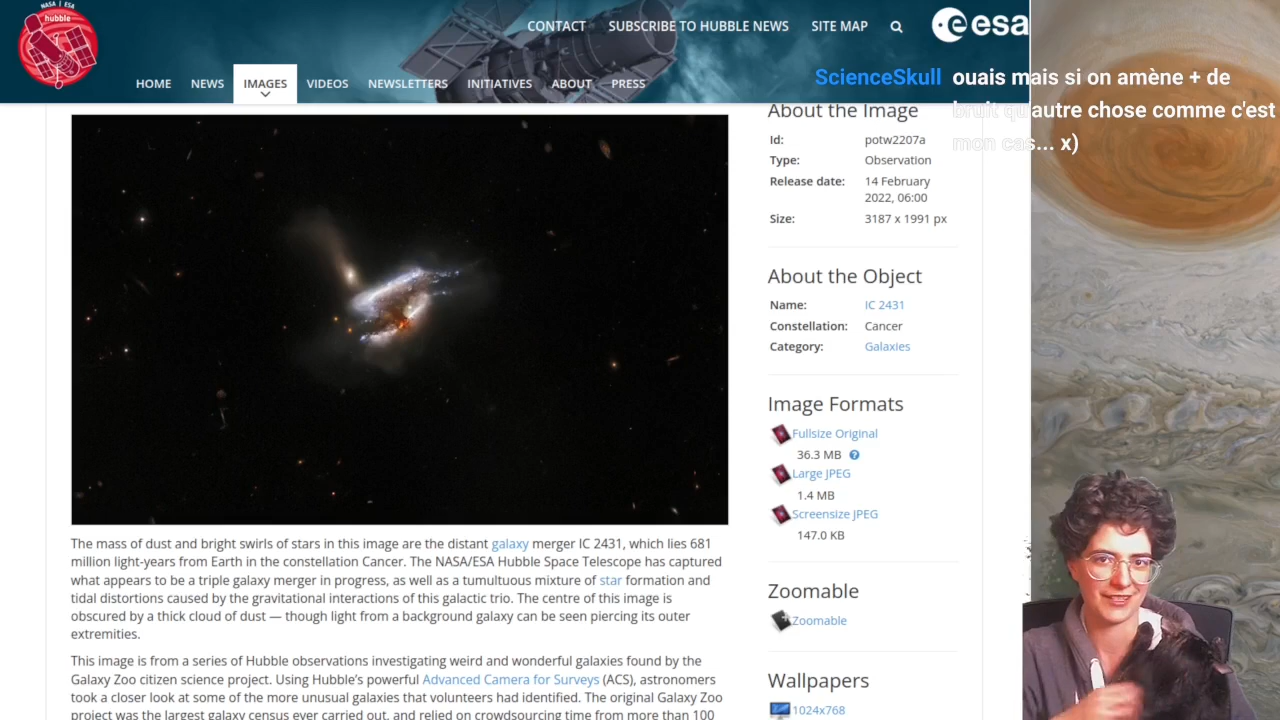 NASA | ESA
hubble
CONTACT SUBSCRIBE TO HUBBLE NEWS SITE MAP
esa
HOME NEWS IMAGES VIDEOS NEWSLETTERS INITIATIVES ABOUT PRESS
ScienceSkull ouais mais si on amène + de
bruit qu'autre chose comme c'est
mon cas... x)
About the Image
Id: potw2207a
Type: Observation
Release date: 14 February
2022, 06:00
Size: 3187 x 1991 px
About the Object
Name: IC 2431
Constellation: Cancer
Category: Galaxies
Image Formats
Fullsize Original
36.3 MB ?
Large JPEG
1.4 MB
Screensize JPEG
147.0 KB
Zoomable
Zoomable
Wallpapers
1024x768
The mass of dust and bright swirls of stars in this image are the distant galaxy merger IC 2431, which lies 681
million light-years from Earth in the constellation Cancer. The NASA/ESA Hubble Space Telescope has captured
what appears to be a triple galaxy merger in progress, as well as a tumultuous mixture of star formation and
tidal distortions caused by the gravitational interactions of this galactic trio. The centre of this image is
obscured by a thick cloud of dust — though light from a background galaxy can be seen piercing its outer
extremities.
This image is from a series of Hubble observations investigating weird and wonderful galaxies found by the
Galaxy Zoo citizen science project. Using Hubble's powerful Advanced Camera for Surveys (ACS), astronomers
took a closer look at some of the more unusual galaxies that volunteers had identified. The original Galaxy Zoo
project was the largest galaxy census ever carried out, and relied on crowdsourcing time from more than 100